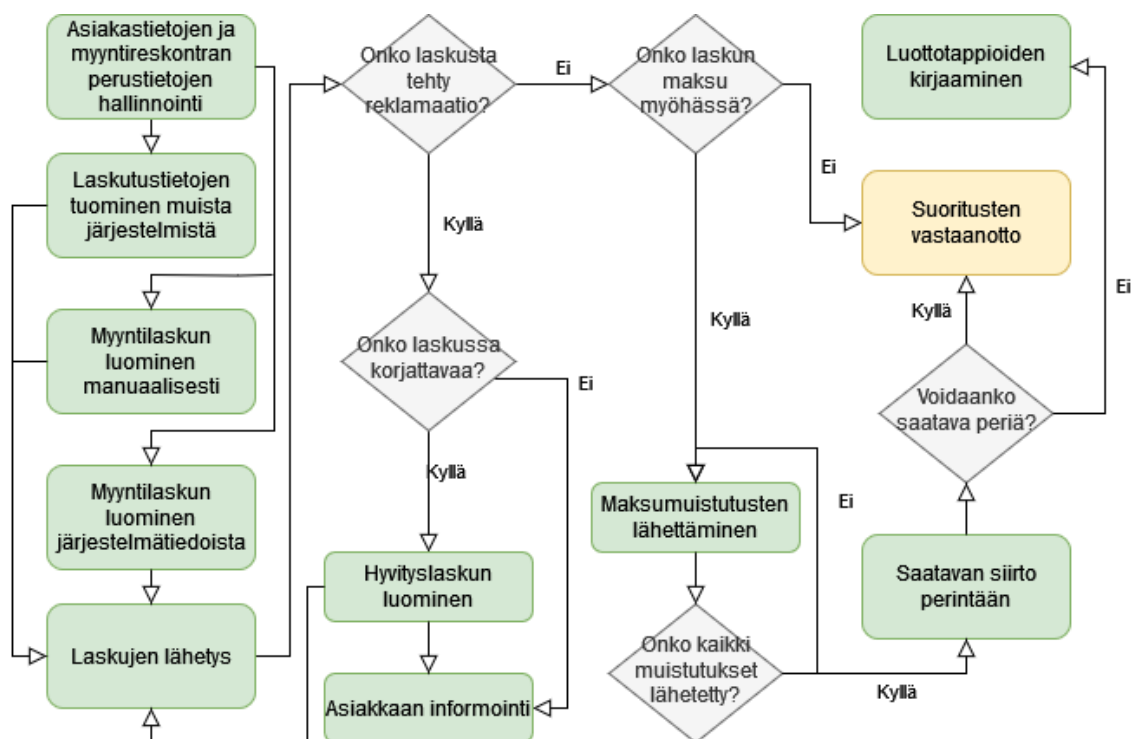 Asiakastietojen ja
myyntireskontran
perustietojen
hallinnointi
Laskutustietojen
tuominen muista
järjestelmistä
Myyntilaskun
luominen
manuaalisesti
Myyntilaskun
luominen
järjestelmätiedoista
Laskujen lähetys
Onko laskusta
tehty
reklamaatio?
Ei
Kyllä
Onko laskussa
korjattavaa?
Ei
Kyllä
Hyvityslaskun
luominen
Asiakkaan informointi
Onko laskun
maksu
myöhässä?
Ei
Kyllä
Maksumuistutusten
lähettäminen
Onko kaikki
muistutukset
lähetetty?
Ei
Kyllä
Saatavan siirto
perintään
Voidaanko
saatava periä?
Kyllä
Ei
Suoritusten
vastaanotto
Luottotappioiden
kirjaaminen